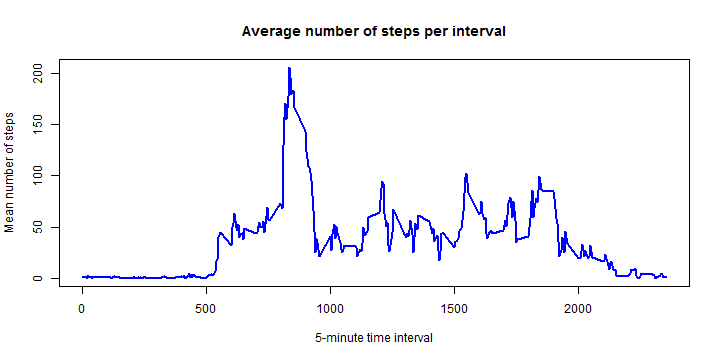 Average number of steps per interval
Mean number of steps
200
150
100
50
0
0 500 1000 1500 2000
5-minute time interval